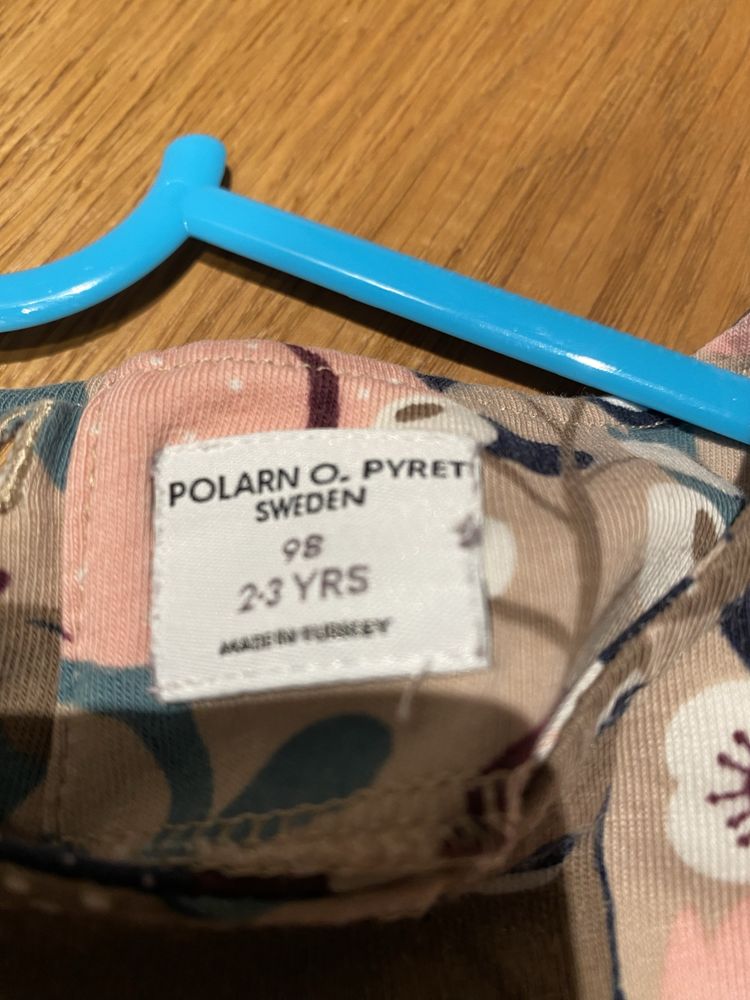 POLARN O. PYRET
SWEDEN
98
2-3 YRS
MADE IN TURKEY